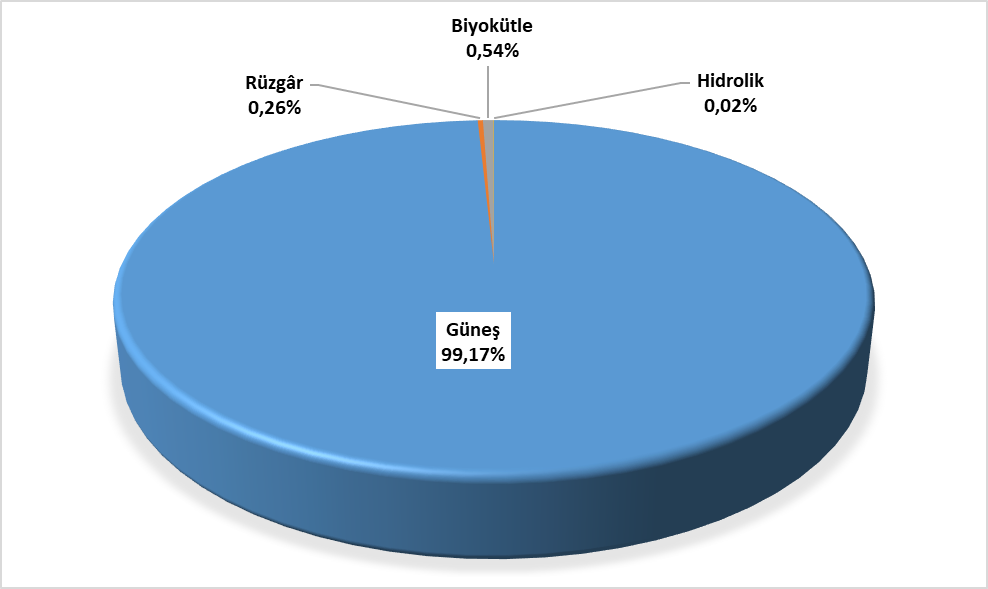 Biyokütle
0,54%
Rüzgâr
0,26%
Hidrolik
0,02%
Güneş
99,17%